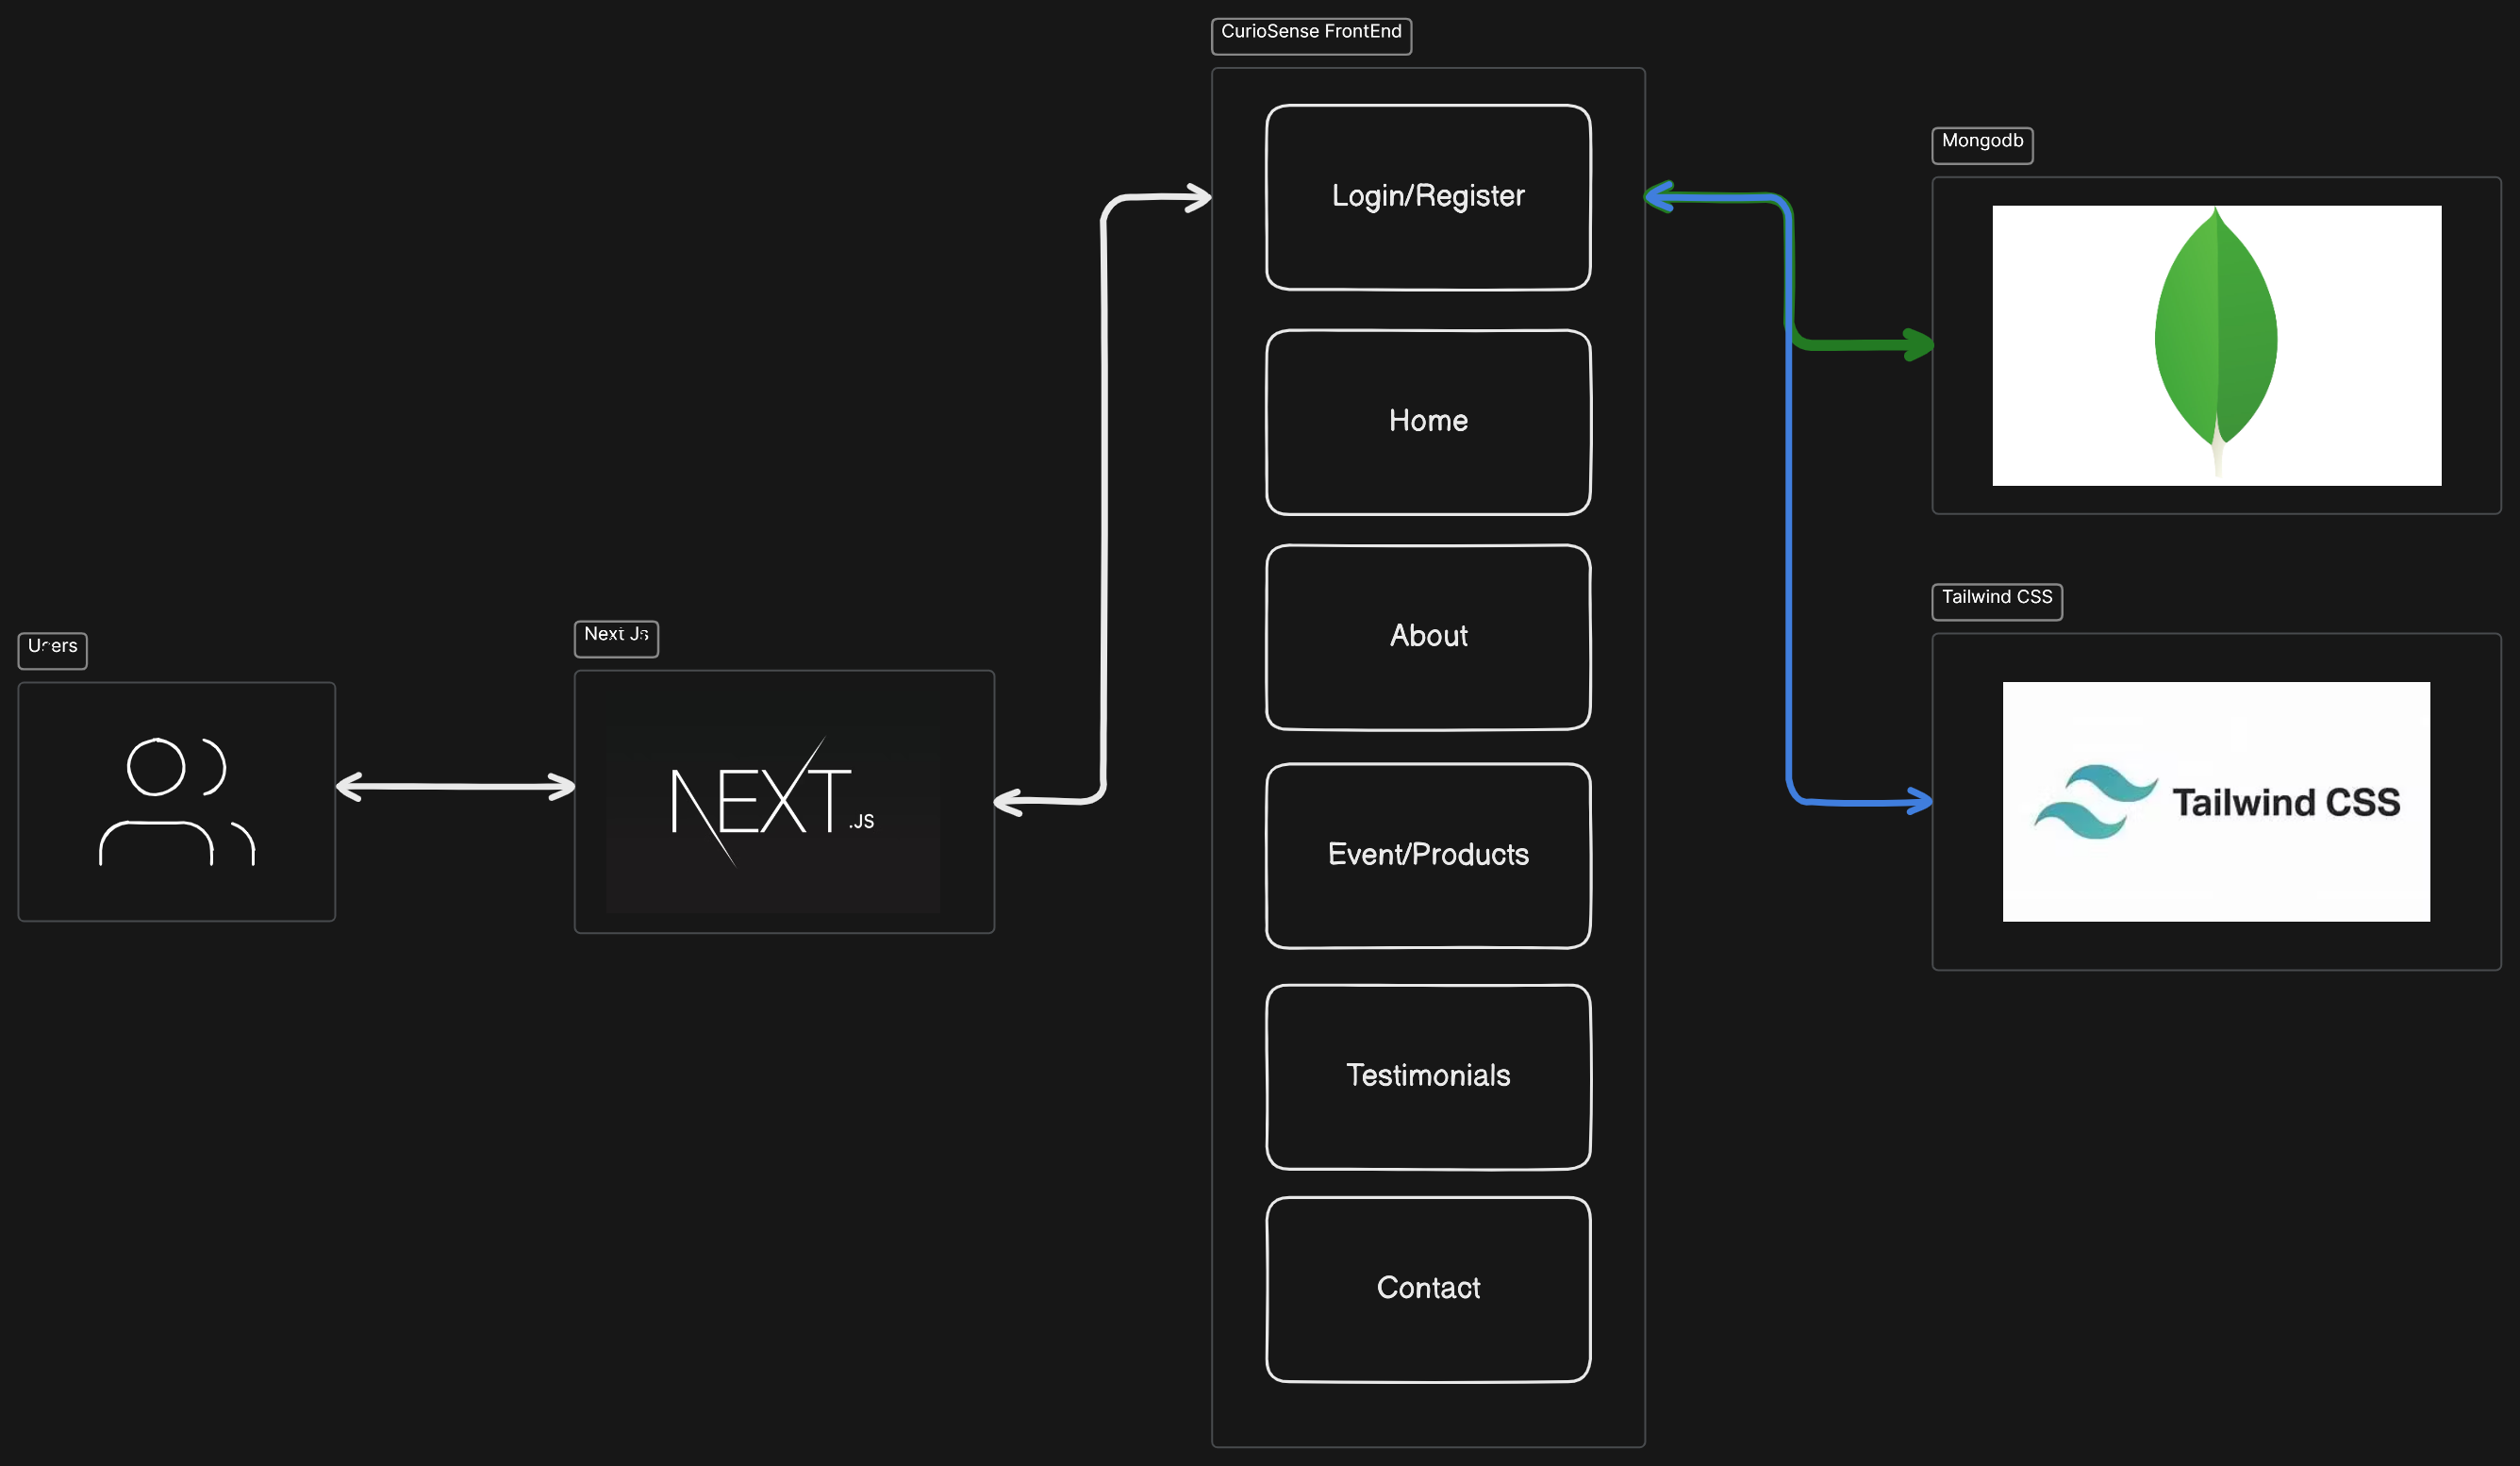 CurioSense FrontEnd
Login/Register
Home
About
Event/Products
Testimonials
Contact
Mongodb
Tailwind CSS
Tailwind CSS
Users
Next Js
NEXT.JS